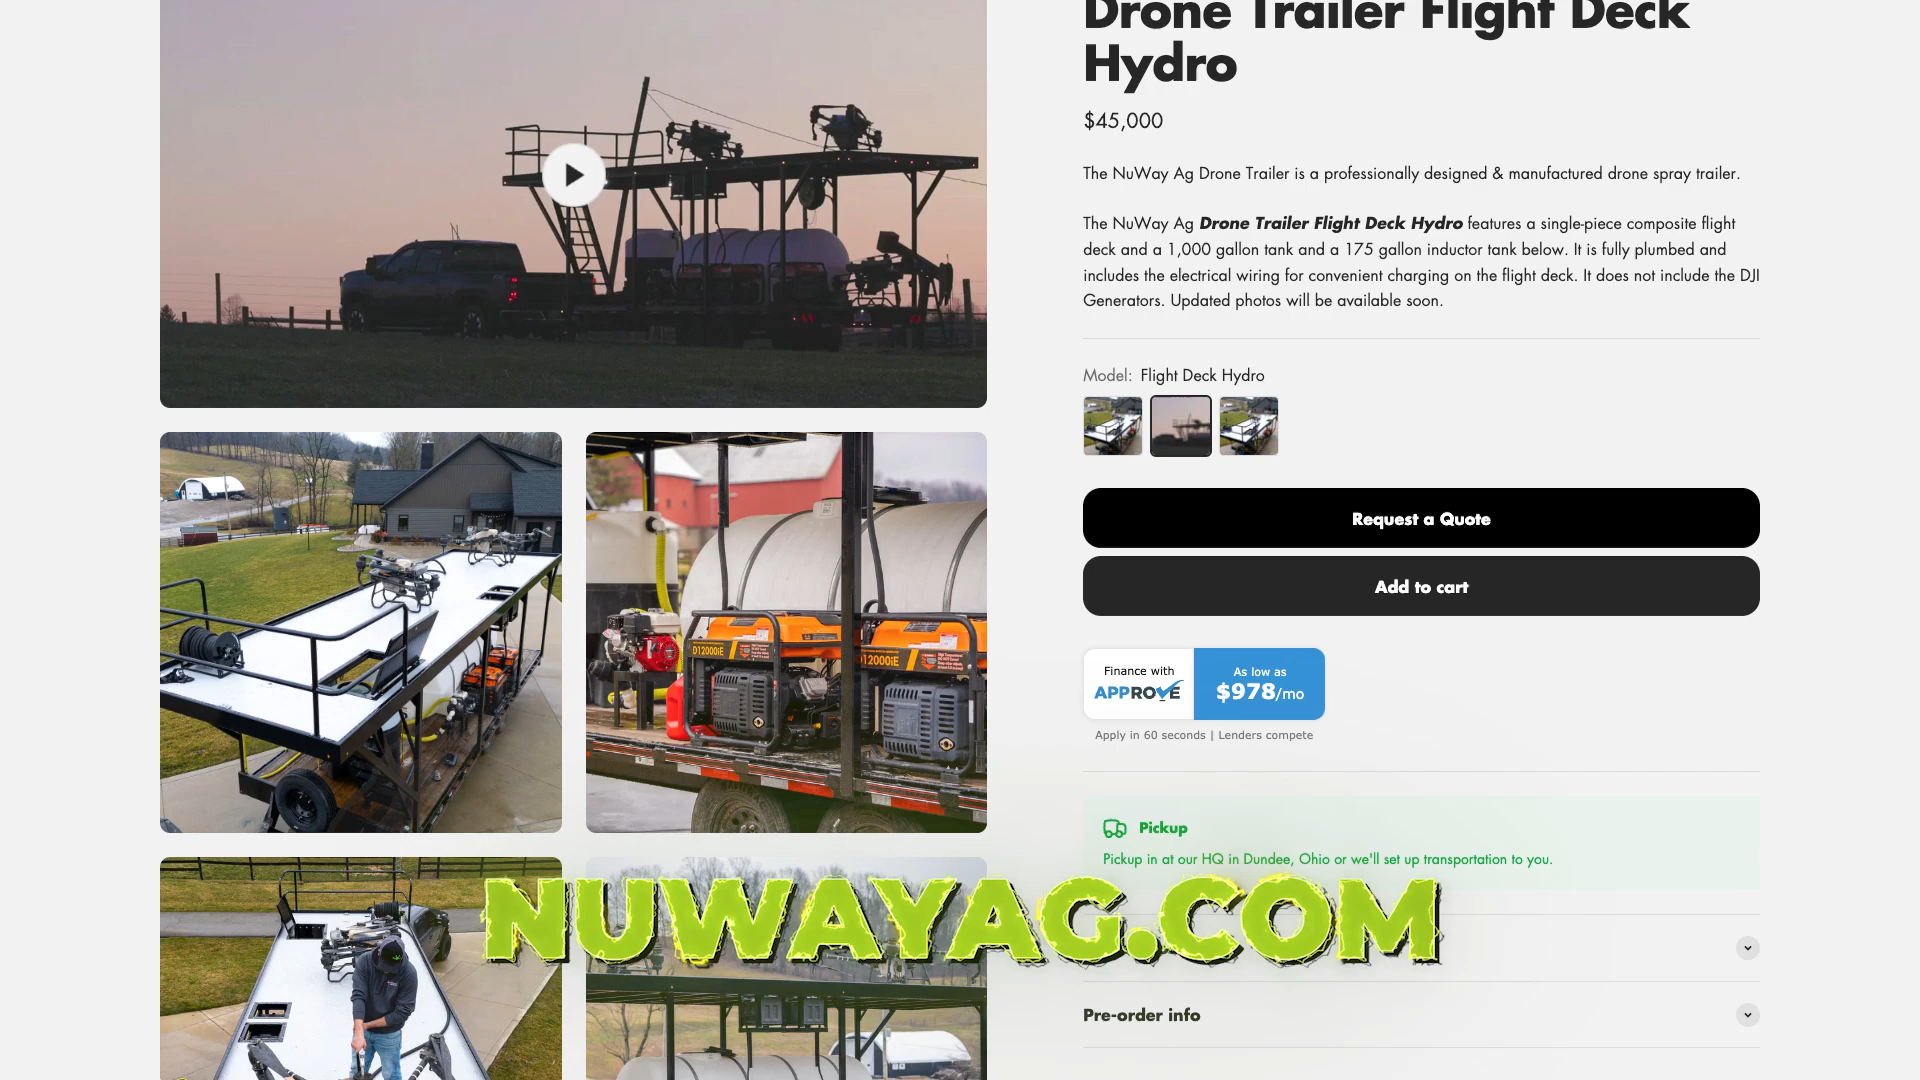 Drone Trailer Flight Deck
Hydro
$45,000
The NuWay Ag Drone Trailer is a professionally designed & manufactured drone spray trailer.
The NuWay Ag Drone Trailer Flight Deck Hydro features a single-piece composite flight
deck and a 1,000 gallon tank and a 175 gallon inductor tank below. It is fully plumbed and
includes the electrical wiring for convenient charging on the flight deck. It does not include the DJI
Generators. Updated photos will be available soon.
Model: Flight Deck Hydro
Request a Quote
Add to cart
Finance with
APPROVE
As low as
$978/mo
Apply in 60 seconds | Lenders compete
Pickup
Pickup in at our HQ in Dundee, Ohio or we'll set up transportation to you.
D12000iE
D12000iE
NUWAYAG.COM
Pre-order info